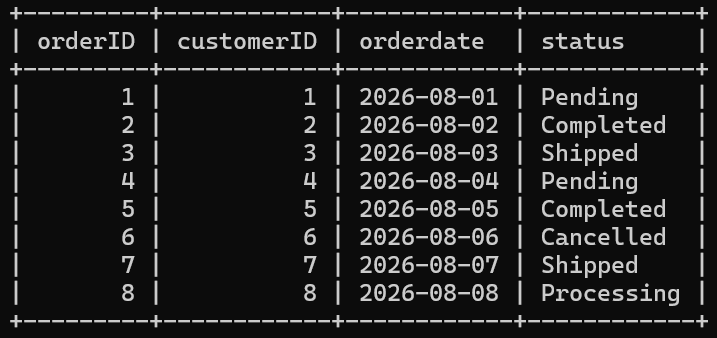 +---------+------------+------------+------------+
| orderID | customerID | orderdate  | status     |
+---------+------------+------------+------------+
|       1 |          1 | 2026-08-01 | Pending    |
|       2 |          2 | 2026-08-02 | Completed  |
|       3 |          3 | 2026-08-03 | Shipped    |
|       4 |          4 | 2026-08-04 | Pending    |
|       5 |          5 | 2026-08-05 | Completed  |
|       6 |          6 | 2026-08-06 | Cancelled  |
|       7 |          7 | 2026-08-07 | Shipped    |
|       8 |          8 | 2026-08-08 | Processing |
+---------+------------+------------+------------+